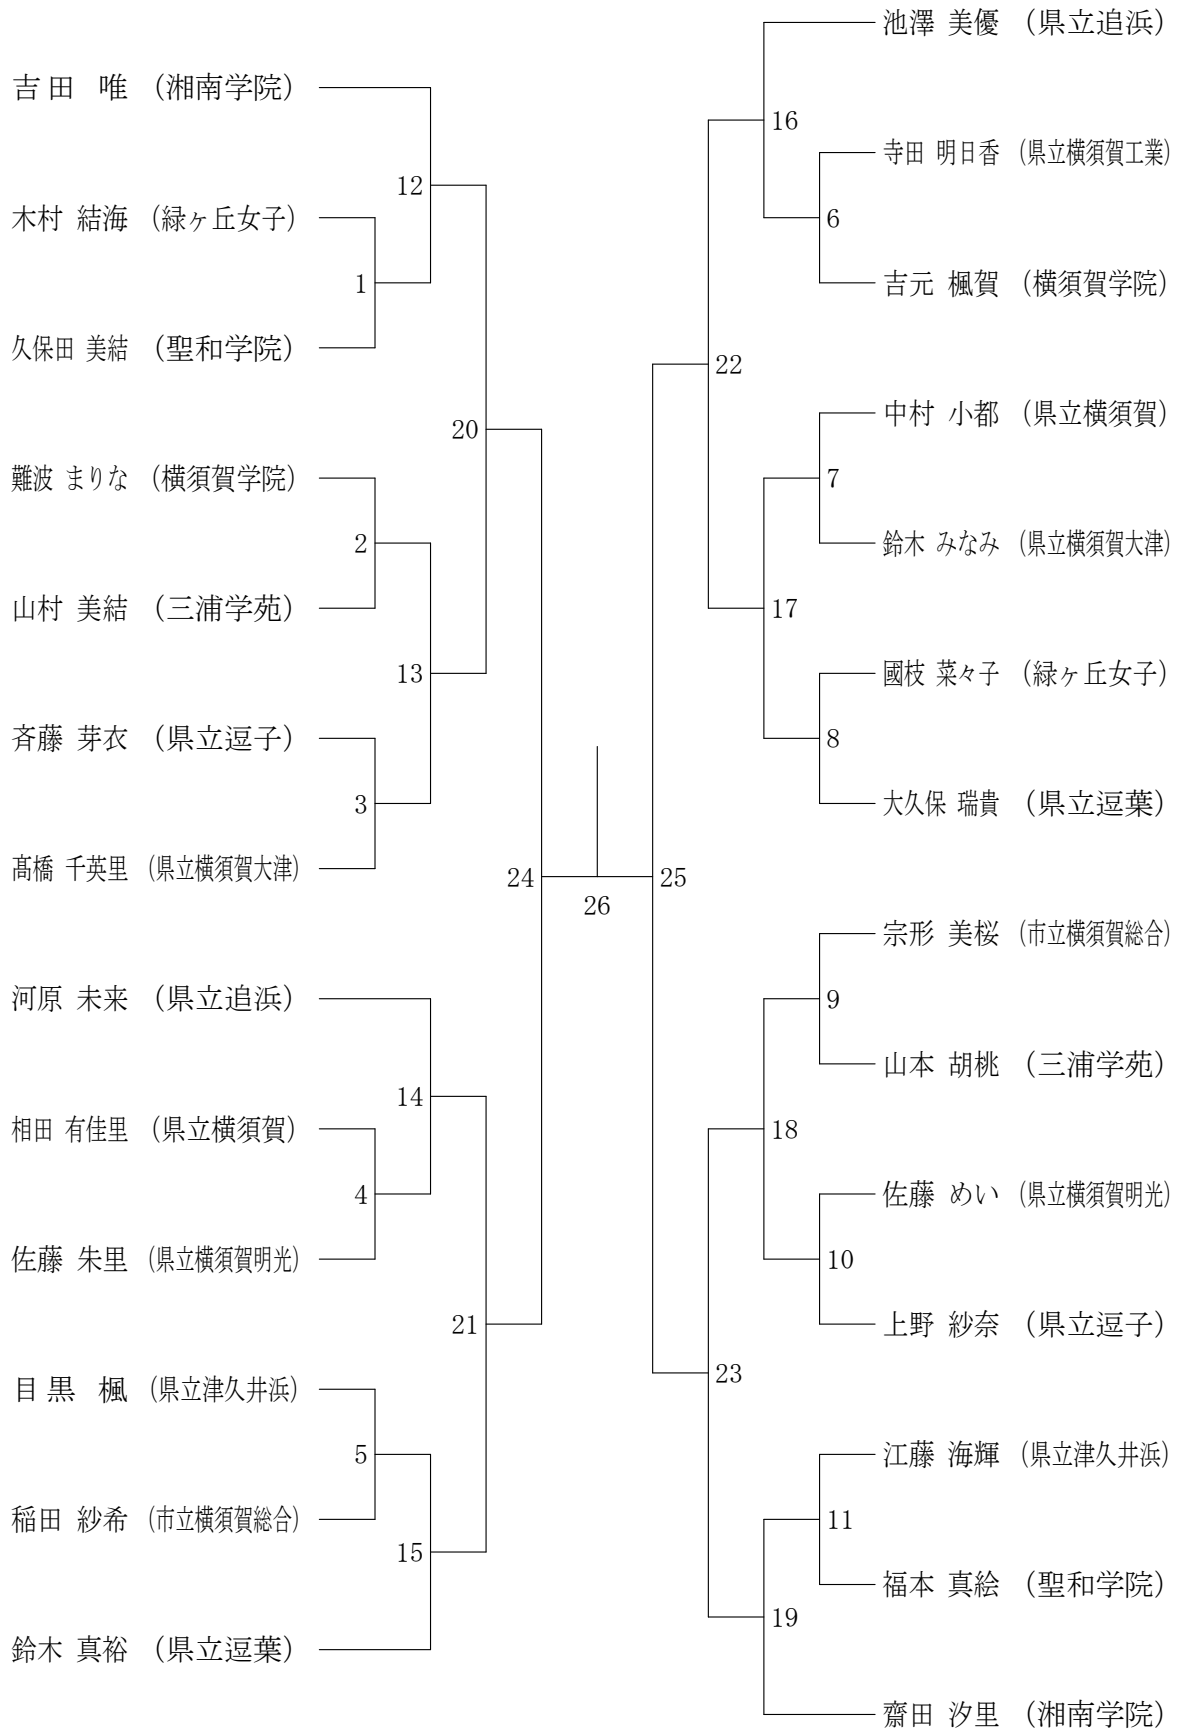 吉田 唯 （湘南学院）
12
木村 結海 （緑ヶ丘女子）
1
久保田 美結 （聖和学院）
20
難波 まりな （横須賀学院）
2
山村 美結 （三浦学苑）
13
斉藤 芽衣 （県立逗子）
3
髙橋 千英里 （県立横須賀大津）
24
河原 未来 （県立追浜）
14
相田 有佳里 （県立横須賀）
4
佐藤 朱里 （県立横須賀明光）
21
目黒 楓 （県立津久井浜）
5
稲田 紗希 （市立横須賀総合）
15
鈴木 真裕 （県立逗葉）
26
池澤 美優 （県立追浜）
16
寺田 明日香 （県立横須賀工業）
6
吉元 楓賀 （横須賀学院）
22
中村 小都 （県立横須賀）
7
鈴木 みなみ （県立横須賀大津）
17
國枝 菜々子 （緑ヶ丘女子）
8
大久保 瑞貴 （県立逗葉）
25
宗形 美桜 （市立横須賀総合）
9
山本 胡桃 （三浦学苑）
18
佐藤 めい （県立横須賀明光）
10
上野 紗奈 （県立逗子）
23
江藤 海輝 （県立津久井浜）
11
福本 真絵 （聖和学院）
19
齋田 汐里 （湘南学院）